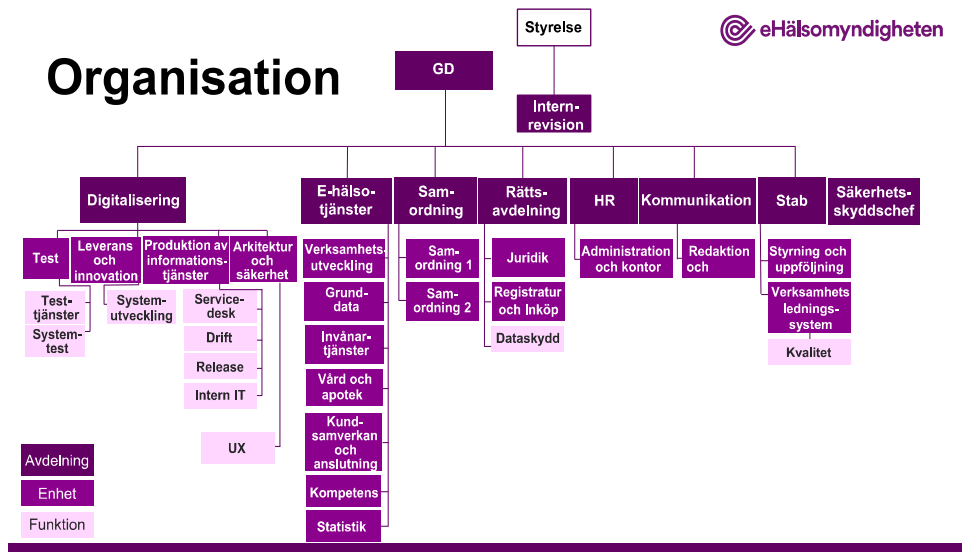 Organisation
Styrelse
eHälsomyndigheten
GD
Intern-
revision
Digitalisering
E-hälso-
tjänster
Sam-
ordning
Rätts-
avdelning
HR
Kommunikation
Stab
Säkerhets-
skyddschef
Test
Leverans
och
innovation
Produktion av
informations-
tjänster
Arkitektur
och
säkerhet
Test-
tjänster
System-
test
System-
utveckling
Service-
desk
Drift
Release
Intern IT
UX
Verksamhets-
utveckling
Grund-
data
Invånar-
tjänster
Vård och
apotek
Kund-
samverkan
och
anslutning
Kompetens
Statistik
Sam-
ordning 1
Sam-
ordning 2
Juridik
Registratur
och Inköp
Dataskydd
Administration
och kontor
Redaktion
och
Styrning och
uppföljning
Verksamhets
lednings-
system
Kvalitet
Avdelning
Enhet
Funktion